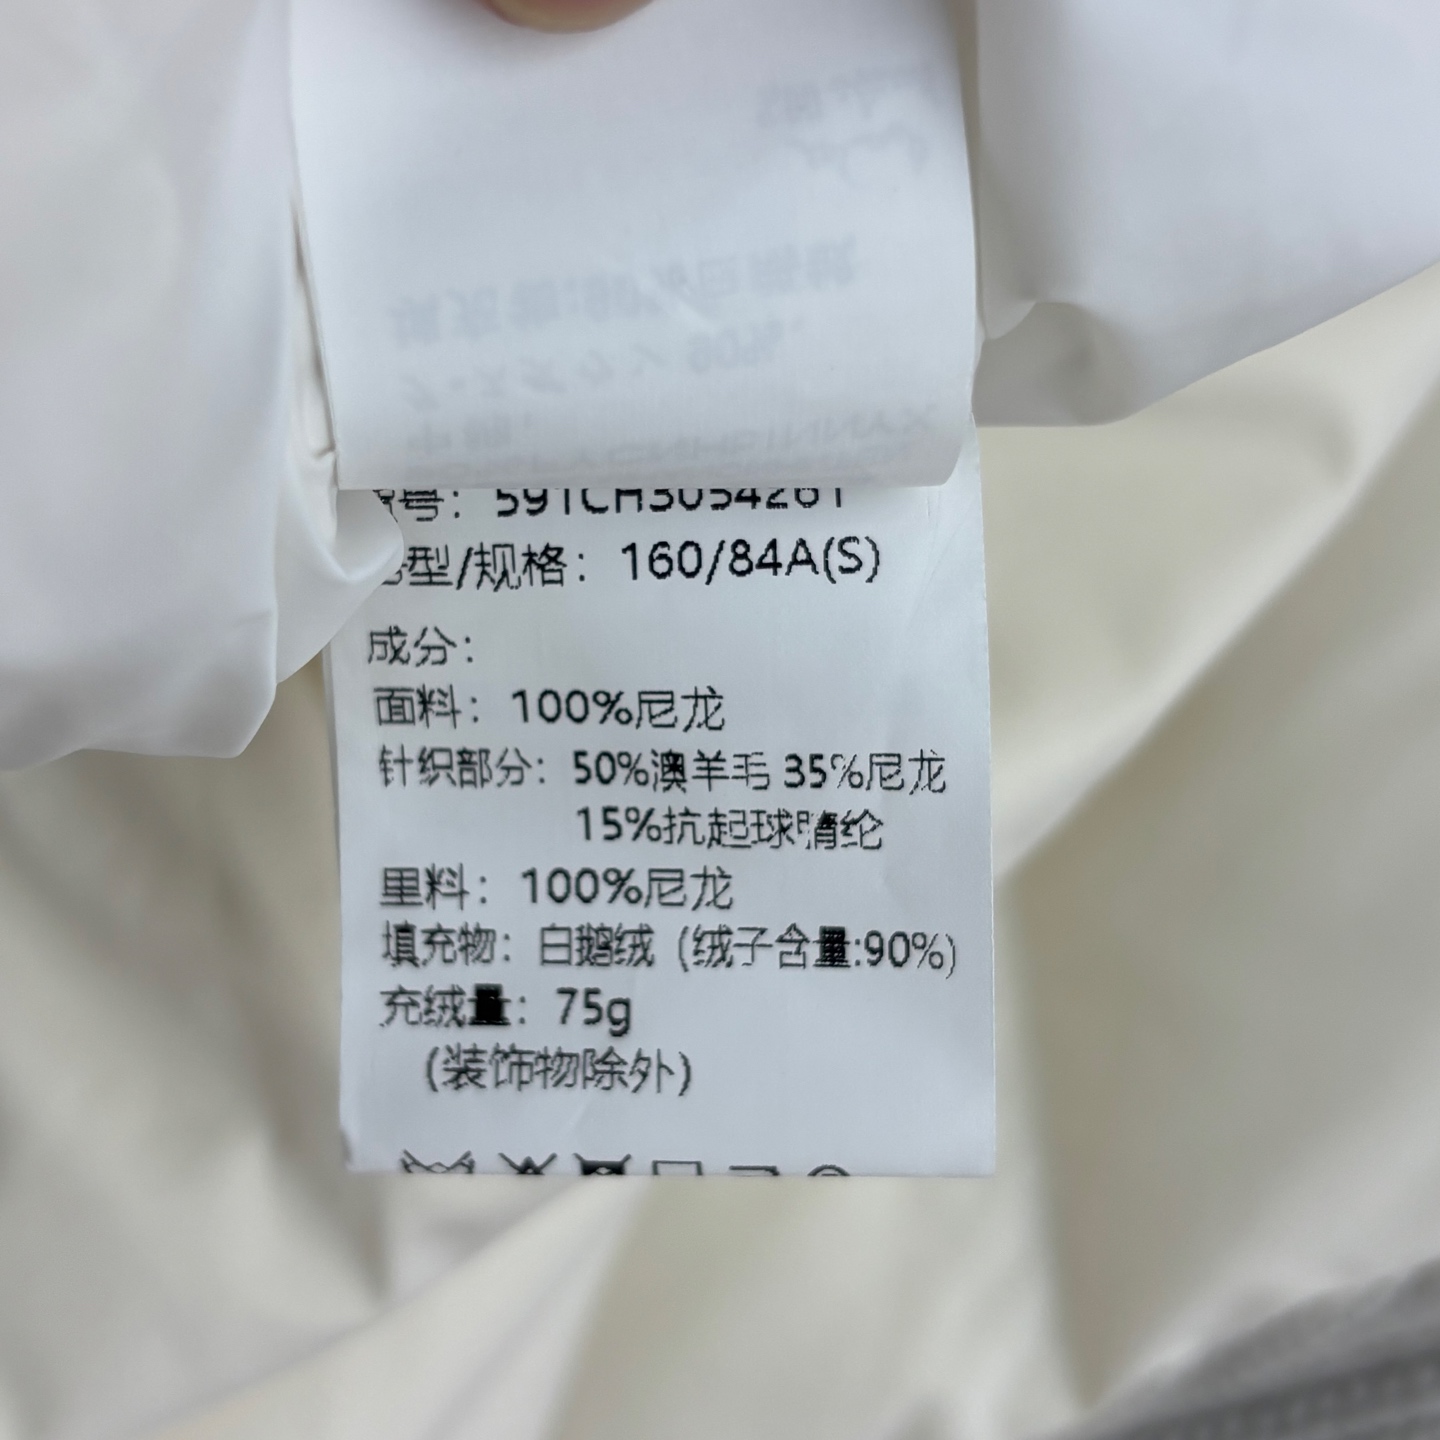 号：591CH3054261
型/规格：160/84A(S)
成分：
面料：100%尼龙
针织部分：50%澳羊毛 35%尼龙
15%抗起球腈纶
里料：100%尼龙
填充物：白鹅绒（绒子含量:90%）
充绒量：75g
（装饰物除外）